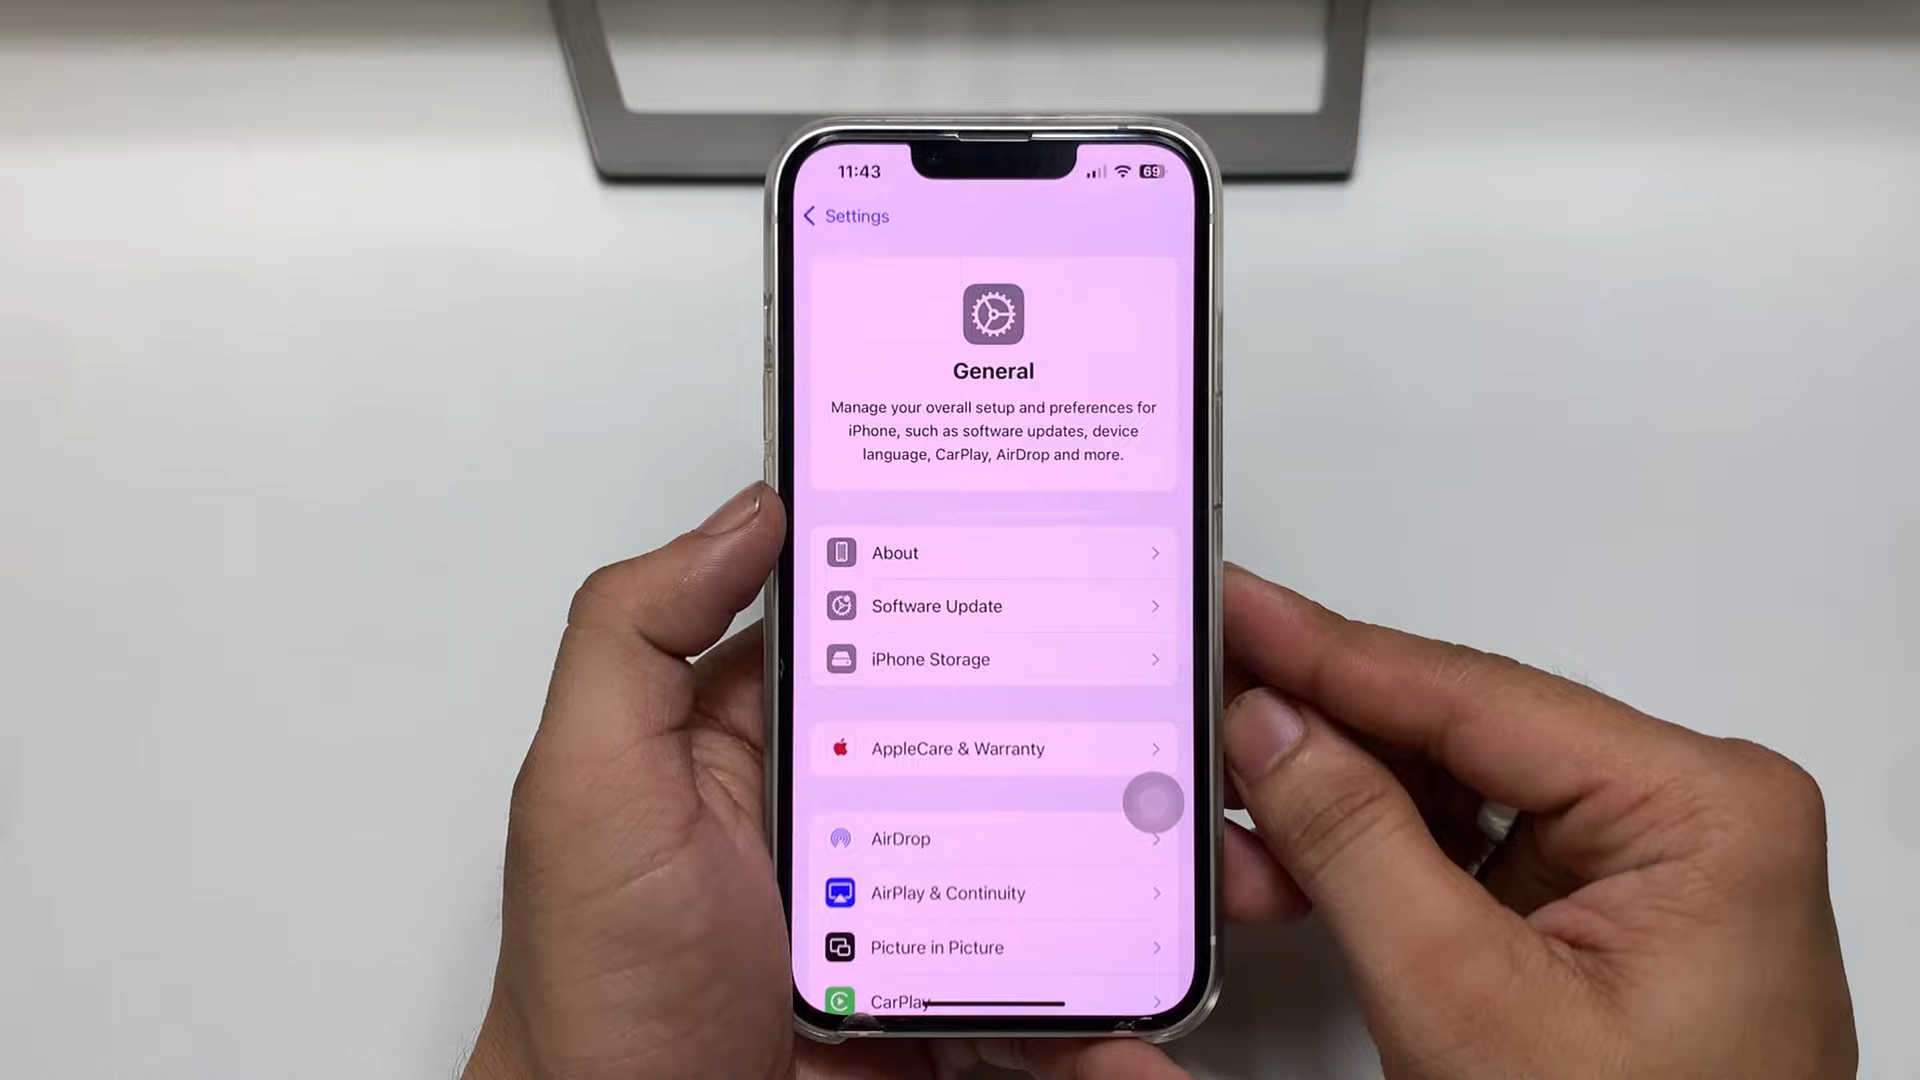 11:43
69
Settings
General
Manage your overall setup and preferences for
iPhone, such as software updates, device
language, CarPlay, AirDrop and more.
About
Software Update
iPhone Storage
AppleCare & Warranty
AirDrop
AirPlay & Continuity
Picture in Picture
CarPlay